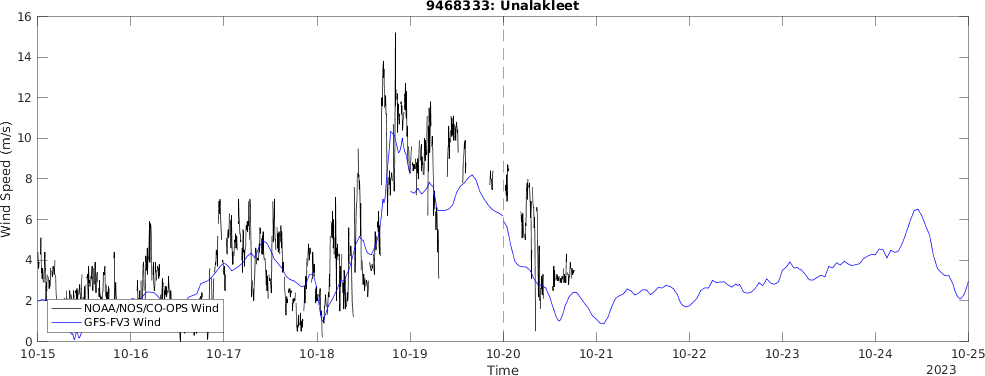 9468333: Unalakleet
16
14
12
10
8
6
4
2
0
Wind Speed (m/s)
NOAA/NOS/CO-OPS Wind
GFS-FV3 Wind
10-15 10-16 10-17 10-18 10-19 10-20 10-21 10-22 10-23 10-24 10-25
Time
2023